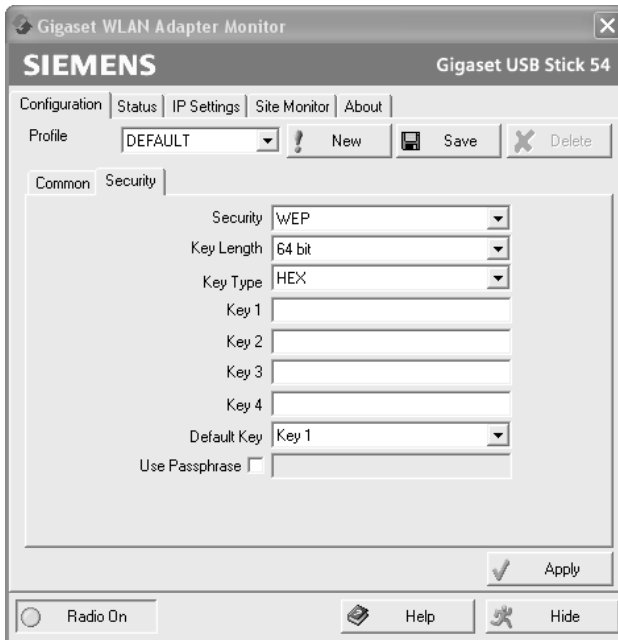 Gigaset WLAN Adapter Monitor
SIEMENS Gigaset USB Stick 54
Configuration Status IP Settings Site Monitor About
Profile DEFAULT New Save Delete
Common Security
Security WEP
Key Length 64 bit
Key Type HEX
Key 1
Key 2
Key 3
Key 4
Default Key Key 1
Use Passphrase
Apply
Radio On Help Hide